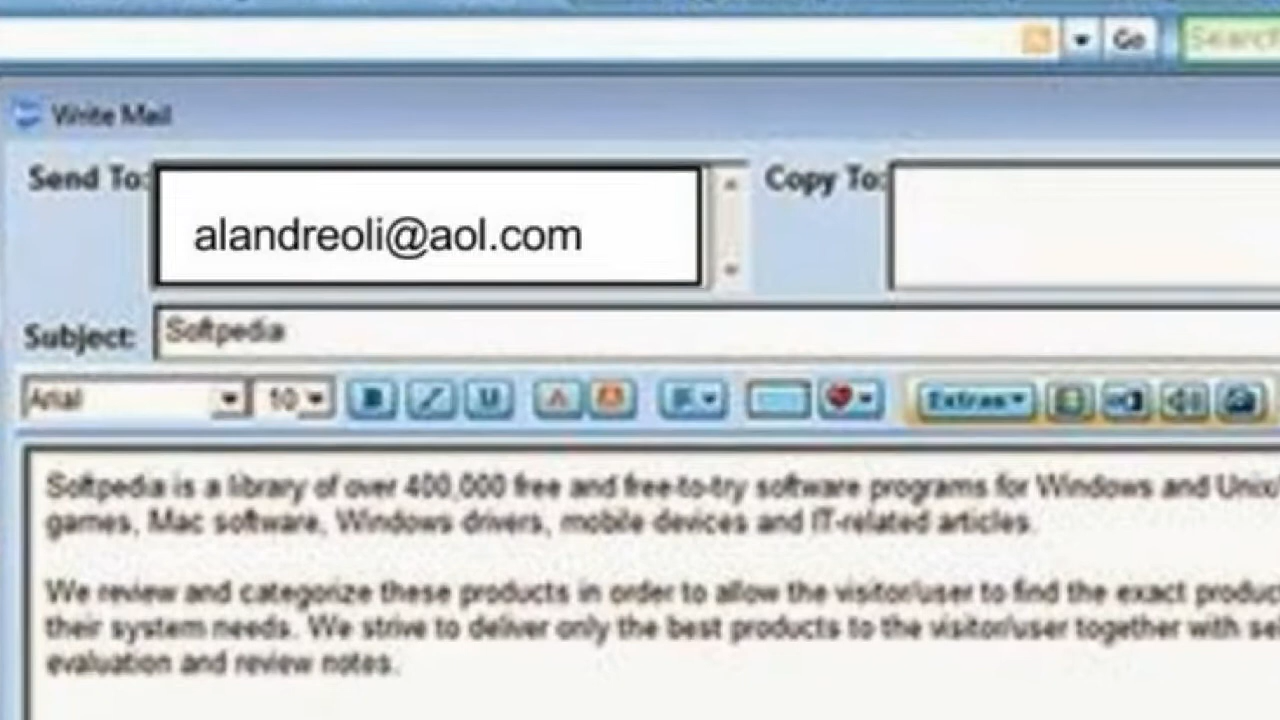 Go
Search
Write Mail
Send To:
alandreoli@aol.com
Copy To:
Subject:
Softpedia
Arial
10
B
U
A
A
Extras
Softpedia is a library of over 400,000 free and free-to-try software programs for Windows and Unix/
games, Mac software, Windows drivers, mobile devices and IT-related articles.
We review and categorize these products in order to allow the visitor/user to find the exact produc
their system needs. We strive to deliver only the best products to the visitor/user together with se
evaluation and review notes.